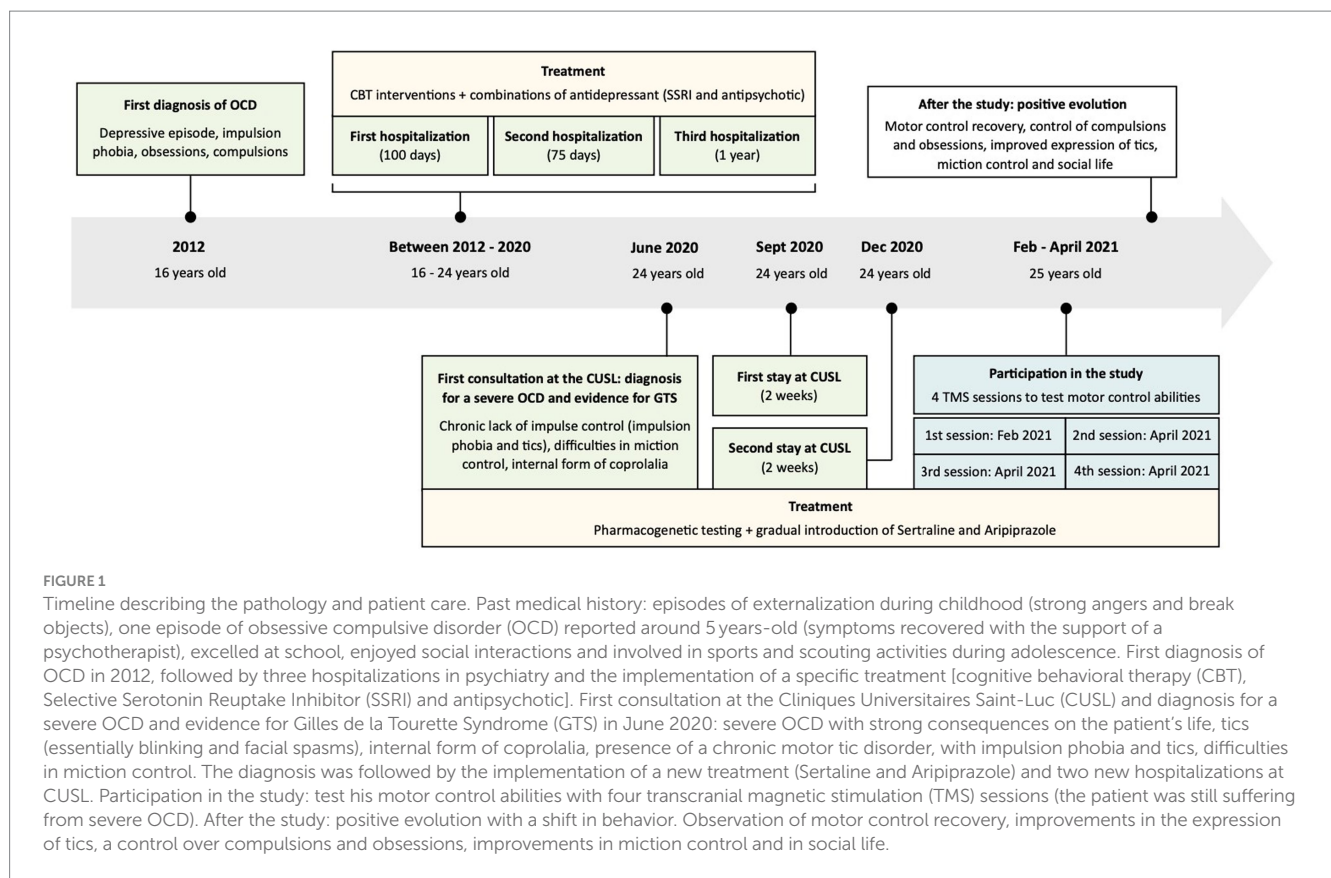 Treatment
CBT interventions + combinations of antidepressant (SSRI and antipsychotic)
First diagnosis of OCD
Depressive episode, impulsion
phobia, obsessions, compulsions
First hospitalization
(100 days)
Second hospitalization
(75 days)
Third hospitalization
(1 year)
After the study: positive evolution
Motor control recovery, control of compulsions
and obsessions, improved expression of tics,
miction control and social life
2012
16 years old
Between 2012 - 2020
16 - 24 years old
June 2020
24 years old
Sept 2020
24 years old
Dec 2020
24 years old
Feb - April 2021
25 years old
First consultation at the CUSL: diagnosis
for a severe OCD and evidence for GTS
Chronic lack of impulse control (impulsion
phobia and tics), difficulties in miction
control, internal form of coprolalia
First stay at CUSL
(2 weeks)
Second stay at CUSL
(2 weeks)
Participation in the study
4 TMS sessions to test motor control abilities
1st session: Feb 2021
2nd session: April 2021
3rd session: April 2021
4th session: April 2021
Treatment
Pharmacogenetic testing + gradual introduction of Sertraline and Aripiprazole
FIGURE 1
Timeline describing the pathology and patient care. Past medical history: episodes of externalization during childhood (strong angers and break
objects), one episode of obsessive compulsive disorder (OCD) reported around 5 years-old (symptoms recovered with the support of a
psychotherapist), excelled at school, enjoyed social interactions and involved in sports and scouting activities during adolescence. First diagnosis of
OCD in 2012, followed by three hospitalizations in psychiatry and the implementation of a specific treatment [cognitive behavioral therapy (CBT),
Selective Serotonin Reuptake Inhibitor (SSRI) and antipsychotic]. First consultation at the Cliniques Universitaires Saint-Luc (CUSL) and diagnosis for a
severe OCD and evidence for Gilles de la Tourette Syndrome (GTS) in June 2020: severe OCD with strong consequences on the patient's life, tics
(essentially blinking and facial spasms), internal form of coprolalia, presence of a chronic motor tic disorder, with impulsion phobia and tics, difficulties
in miction control. The diagnosis was followed by the implementation of a new treatment (Sertaline and Aripiprazole) and two new hospitalizations at
CUSL. Participation in the study: test his motor control abilities with four transcranial magnetic stimulation (TMS) sessions (the patient was still suffering
from severe OCD). After the study: positive evolution with a shift in behavior. Observation of motor control recovery, improvements in the expression
of tics, a control over compulsions and obsessions, improvements in miction control and in social life.